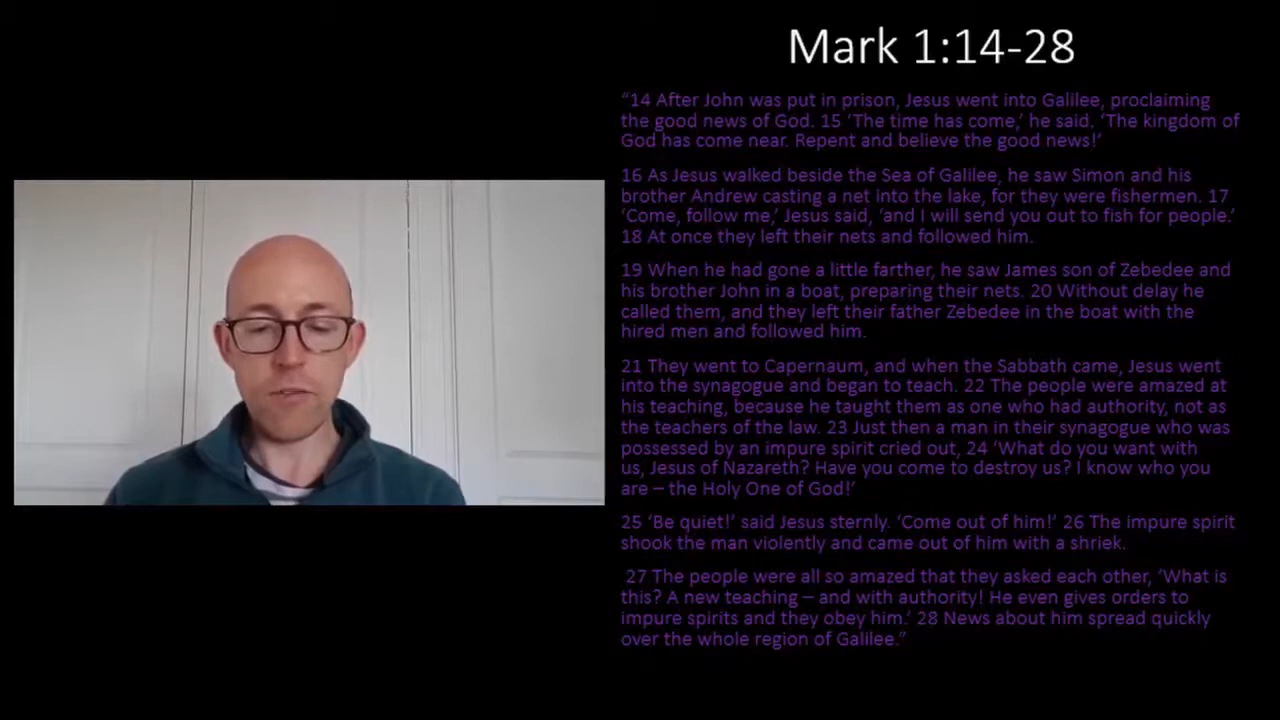 Mark 1:14-28
“14 After John was put in prison, Jesus went into Galilee, proclaiming
the good news of God. 15 ‘The time has come,’ he said. ‘The kingdom of
God has come near. Repent and believe the good news!’
16 As Jesus walked beside the Sea of Galilee, he saw Simon and his
brother Andrew casting a net into the lake, for they were fishermen. 17
‘Come, follow me,’ Jesus said, ‘and I will send you out to fish for people.’
18 At once they left their nets and followed him.
19 When he had gone a little farther, he saw James son of Zebedee and
his brother John in a boat, preparing their nets. 20 Without delay he
called them, and they left their father Zebedee in the boat with the
hired men and followed him.
21 They went to Capernaum, and when the Sabbath came, Jesus went
into the synagogue and began to teach. 22 The people were amazed at
his teaching, because he taught them as one who had authority, not as
the teachers of the law. 23 Just then a man in their synagogue who was
possessed by an impure spirit cried out, 24 ‘What do you want with
us, Jesus of Nazareth? Have you come to destroy us? I know who you
are – the Holy One of God!’
25 ‘Be quiet!’ said Jesus sternly. ‘Come out of him!’ 26 The impure spirit
shook the man violently and came out of him with a shriek.
27 The people were all so amazed that they asked each other, ‘What is
this? A new teaching – and with authority! He even gives orders to
impure spirits and they obey him.’ 28 News about him spread quickly
over the whole region of Galilee.”